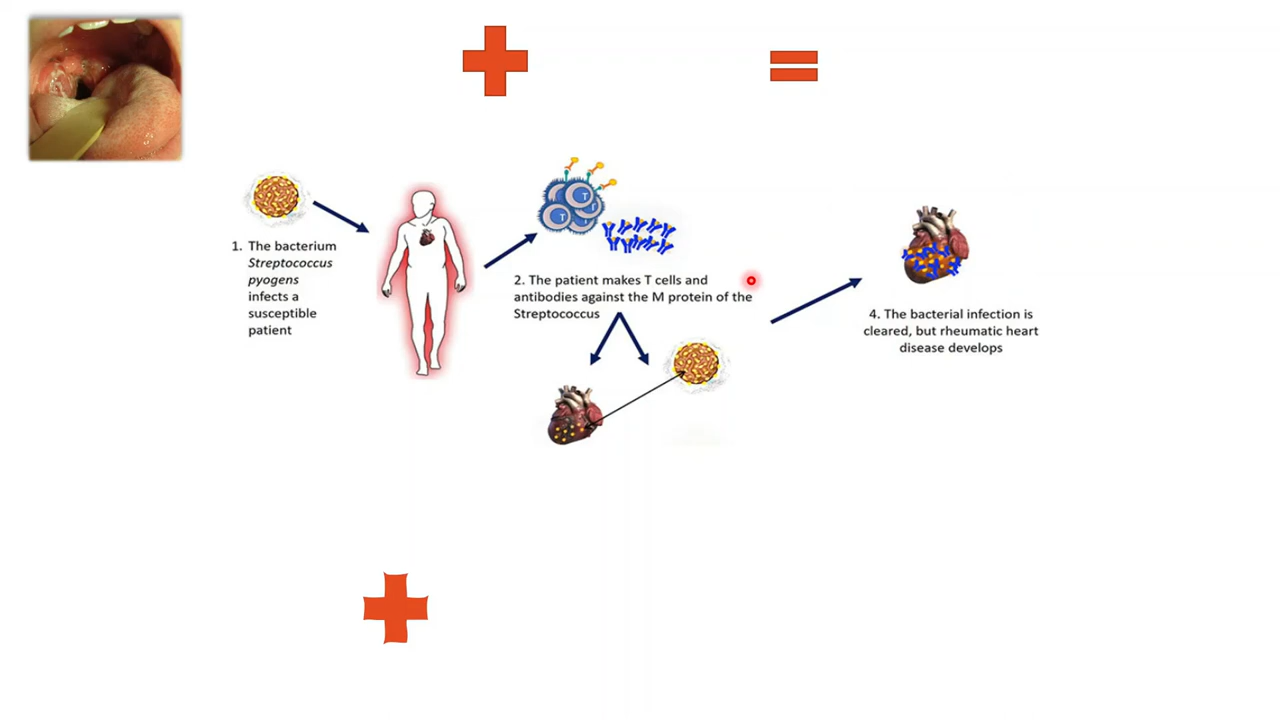 1. The bacterium
Streptococcus
pyogens
infects a
susceptible
patient
2. The patient makes T cells and
antibodies against the M protein of the
Streptococcus
4. The bacterial infection is
cleared, but rheumatic heart
disease develops
T
T
T